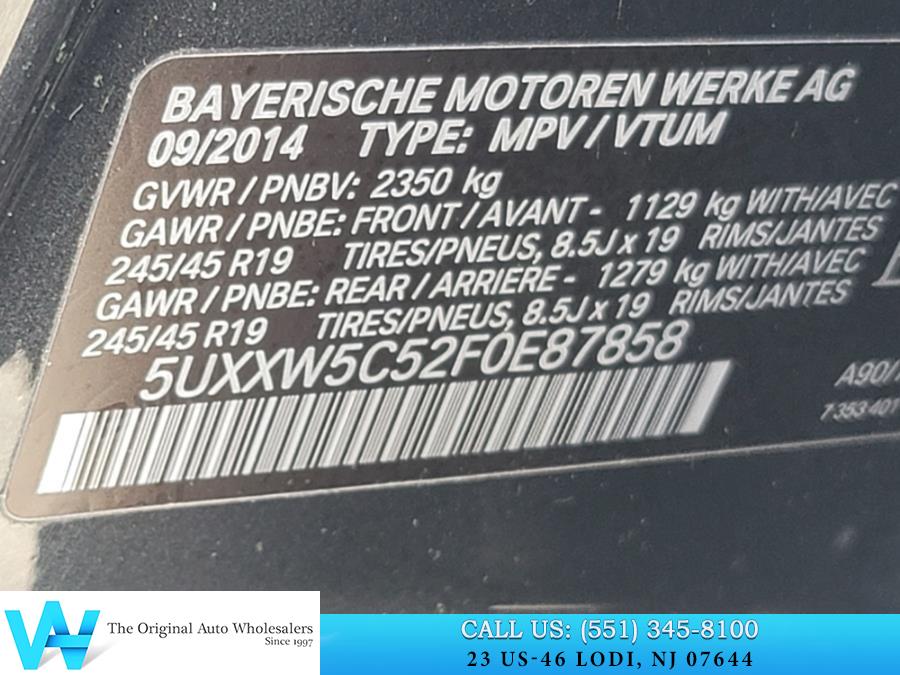 BAYERISCHE MOTOREN WERKE AG
09/2014 TYPE: MPV / VTUM
GVWR / PNBV: 2350 kg
GAWR / PNBE: FRONT / AVANT - 1129 kg WITH/AVEC
245/45 R19 TIRES/PNEUS, 8.5J x 19 RIMS/JANTES
GAWR / PNBE: REAR / ARRIERE - 1279 kg WITH/AVEC
245/45 R19 TIRES/PNEUS, 8.5J x 19 RIMS/JANTES
5UXXW5C52F0E87858
A90/
7 353 401
The Original Auto Wholesalers
Since 1997
CALL US: (551) 345-8100
23 US-46 LODI, NJ 07644